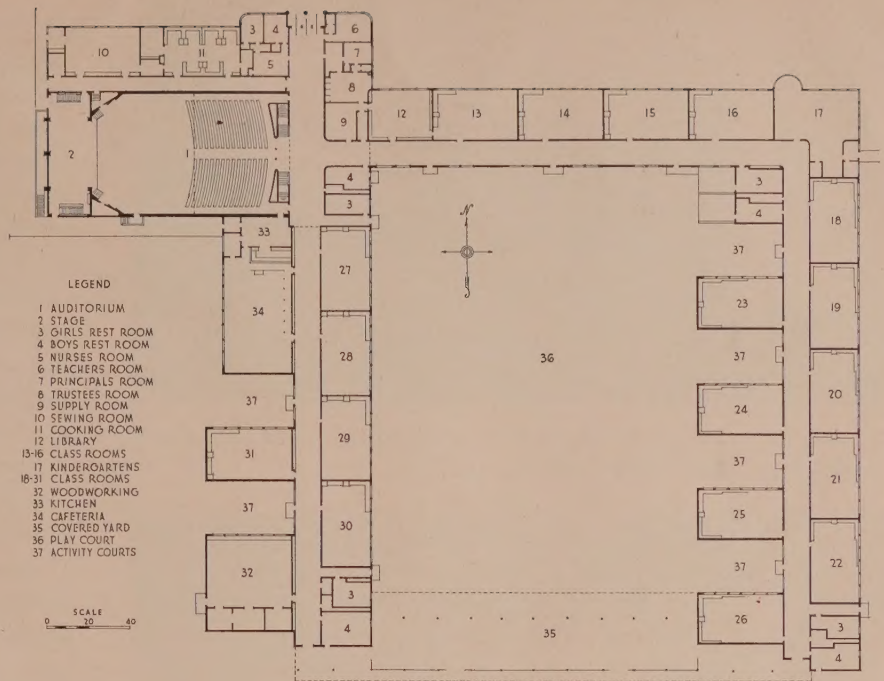 3
4
6
10
11
7
5
8
12
13
14
15
16
17
9
2
1
4
3
3
4
18
N
33
27
37
34
23
19
LEGEND
1 AUDITORIUM
2 STAGE
3 GIRLS REST ROOM
4 BOYS REST ROOM
5 NURSES ROOM
6 TEACHERS ROOM
7 PRINCIPALS ROOM
8 TRUSTEES ROOM
9 SUPPLY ROOM
10 SEWING ROOM
11 COOKING ROOM
12 LIBRARY
13-16 CLASS ROOMS
17 KINDERGARTENS
18-31 CLASS ROOMS
32 WOODWORKING
33 KITCHEN
34 CAFETERIA
35 COVERED YARD
36 PLAY COURT
37 ACTIVITY COURTS
SCALE
0 20 40
28
36
37
20
37
24
31
29
37
21
37
30
25
32
37
22
3
26
3
4
35
4